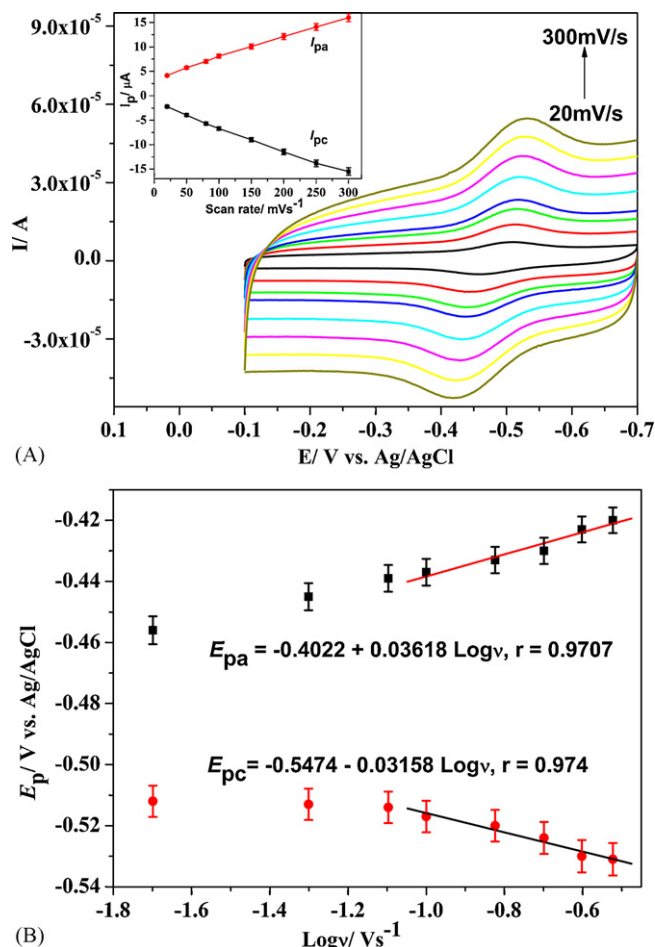 9.0x10⁻⁵
6.0x10⁻⁵
3.0x10⁻⁵
0.0
-3.0x10⁻⁵
I/ A
15
10
5
0
-5
-10
-15
Iₚ/ μA
Iₚₐ
Iₚc
0 50 100 150 200 250 300
Scan rate/ mVs⁻¹
300mV/s
20mV/s
0.1 0.0 -0.1 -0.2 -0.3 -0.4 -0.5 -0.6 -0.7
(A)
E/ V vs. Ag/AgCl
-0.42
-0.44
-0.46
-0.48
-0.50
-0.52
-0.54
Eₚ/ V vs. Ag/AgCl
Eₚₐ = -0.4022 + 0.03618 Logν, r = 0.9707
Eₚc= -0.5474 - 0.03158 Logν, r = 0.974
-1.8 -1.6 -1.4 -1.2 -1.0 -0.8 -0.6
(B)
Logν/ Vs⁻¹